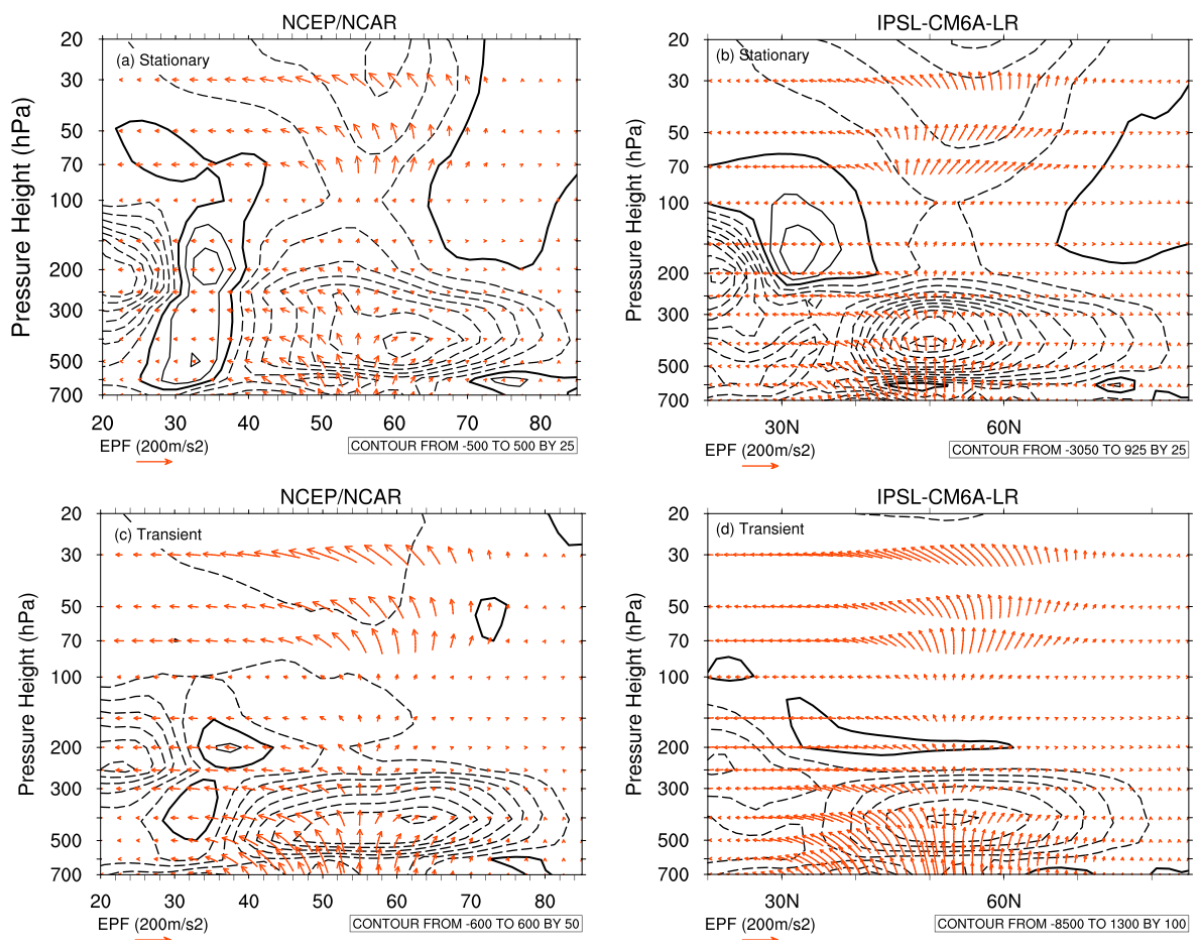 NCEP/NCAR
IPSL-CM6A-LR
(a) Stationary
(b) Stationary
Pressure Height (hPa)
20
30
50
70
100
200
300
500
700
20 30 40 50 60 70 80
EPF (200m/s2)
CONTOUR FROM -500 TO 500 BY 25
Pressure Height (hPa)
20
30
50
70
100
200
300
500
700
30N 60N
EPF (200m/s2)
CONTOUR FROM -3050 TO 925 BY 25
NCEP/NCAR
IPSL-CM6A-LR
(c) Transient
(d) Transient
Pressure Height (hPa)
20
30
50
70
100
200
300
500
700
20 30 40 50 60 70 80
EPF (200m/s2)
CONTOUR FROM -600 TO 600 BY 50
Pressure Height (hPa)
20
30
50
70
100
200
300
500
700
30N 60N
EPF (200m/s2)
CONTOUR FROM -8500 TO 1300 BY 100